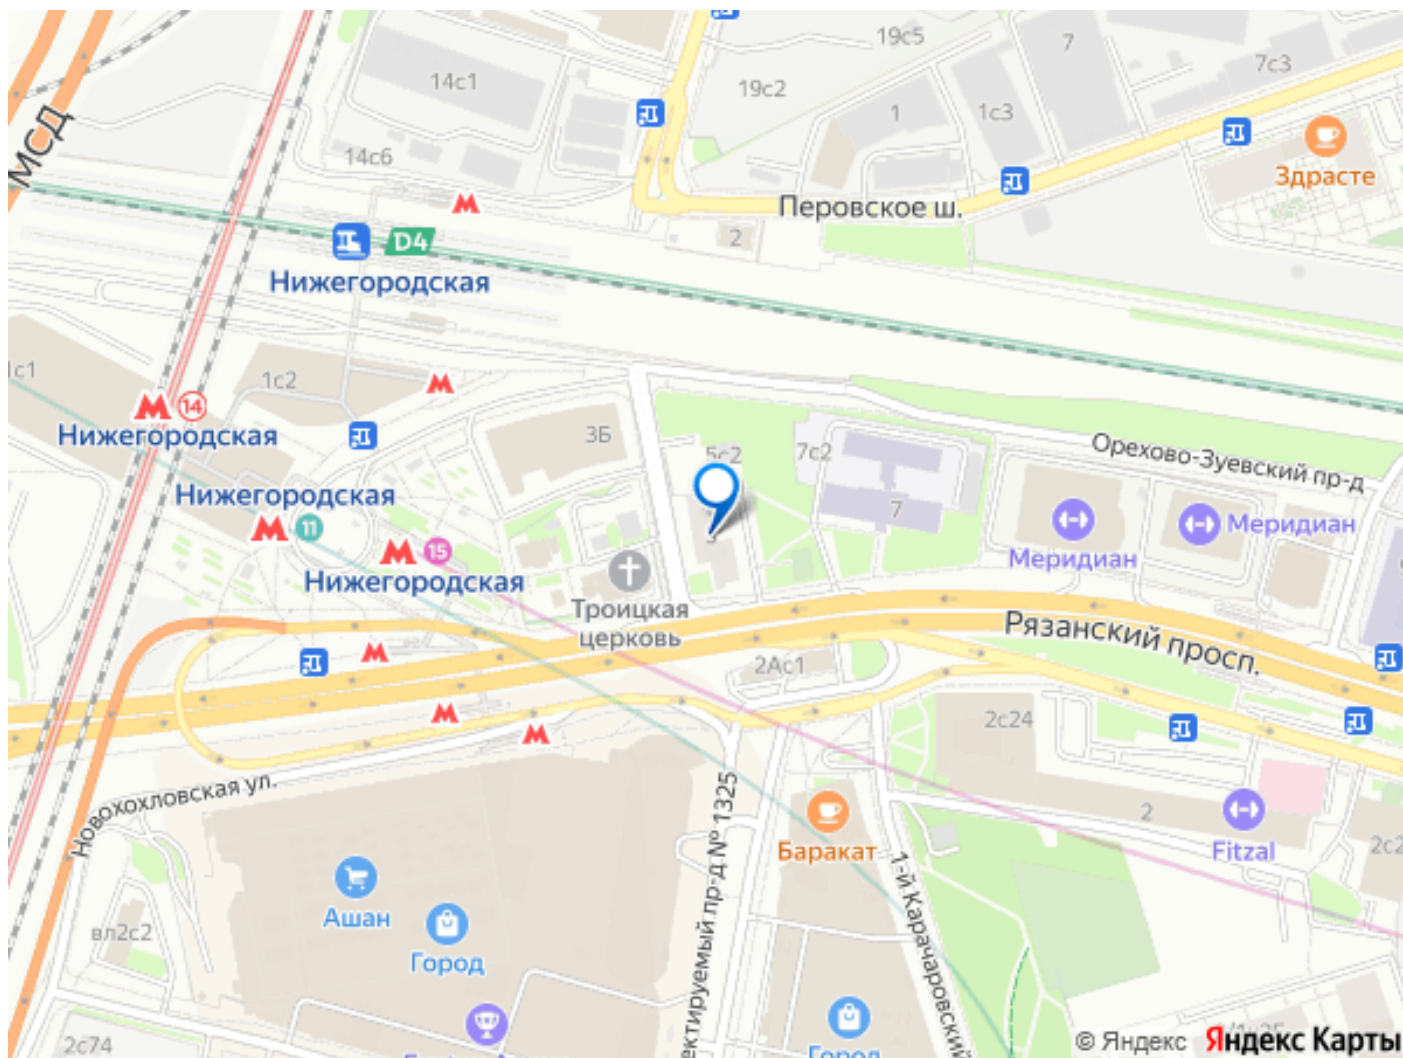 19с5
7
7с3
14с1
19с2
1
1с3
МСД
14с6
Здрасте
Перовское ш.
2
D4
Нижегородская
1с1
1с2
14
Нижегородская
3Б
5с2
7с2
Орехово-Зуевский пр-д
Нижегородская
11
7
Меридиан
Меридиан
15
Нижегородская
Троицкая
церковь
Рязанский просп.
2Ас1
2с24
Новохохловская ул.
2
Баракат
Fitzal
2с2
Ашан
1-й Карачаровский
ектируемый пр-д № 1325
вл2с2
Город
2с74
Город
© Яндекс Яндекс Карты